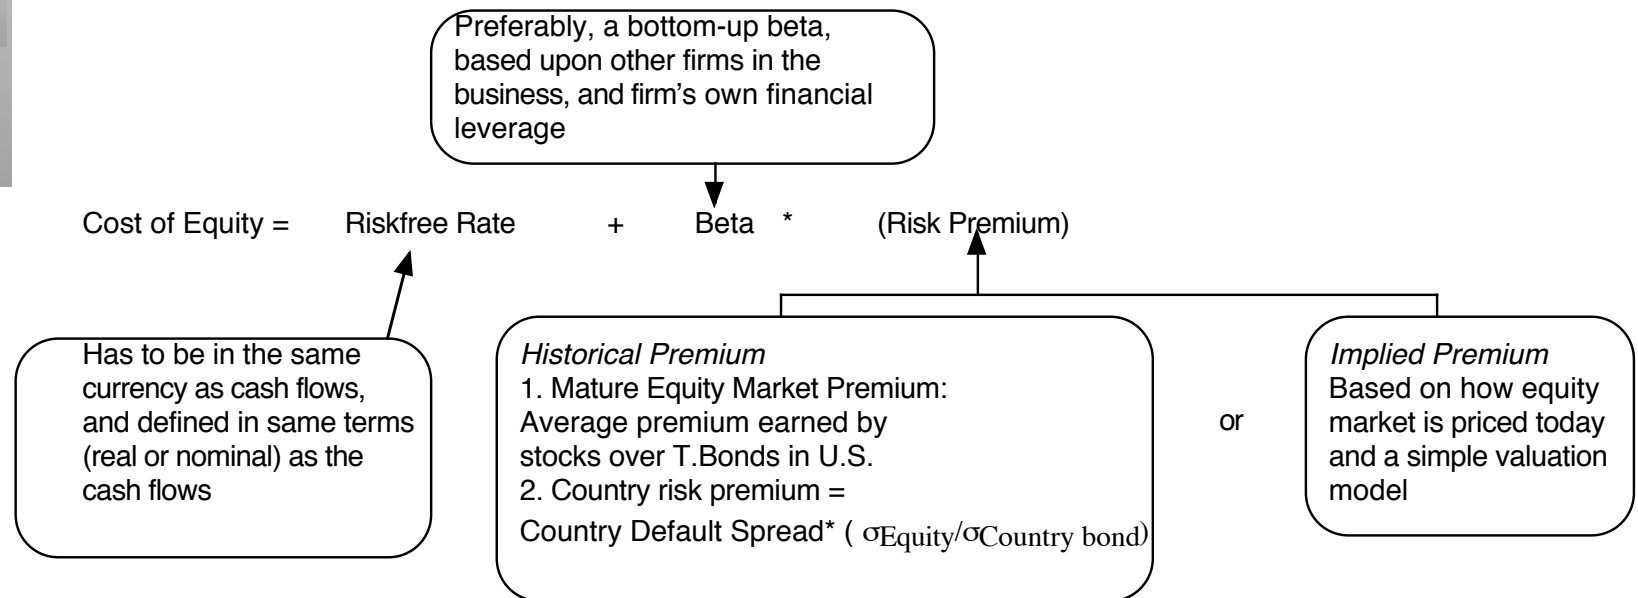 Preferably, a bottom-up beta,
based upon other firms in the
business, and firm's own financial
leverage
Cost of Equity = Riskfree Rate + Beta * (Risk Premium)
Has to be in the same
currency as cash flows,
and defined in same terms
(real or nominal) as the
cash flows
Historical Premium
1. Mature Equity Market Premium:
Average premium earned by
stocks over T.Bonds in U.S.
2. Country risk premium =
Country Default Spread* ( σEquity/σCountry bond)
or
Implied Premium
Based on how equity
market is priced today
and a simple valuation
model